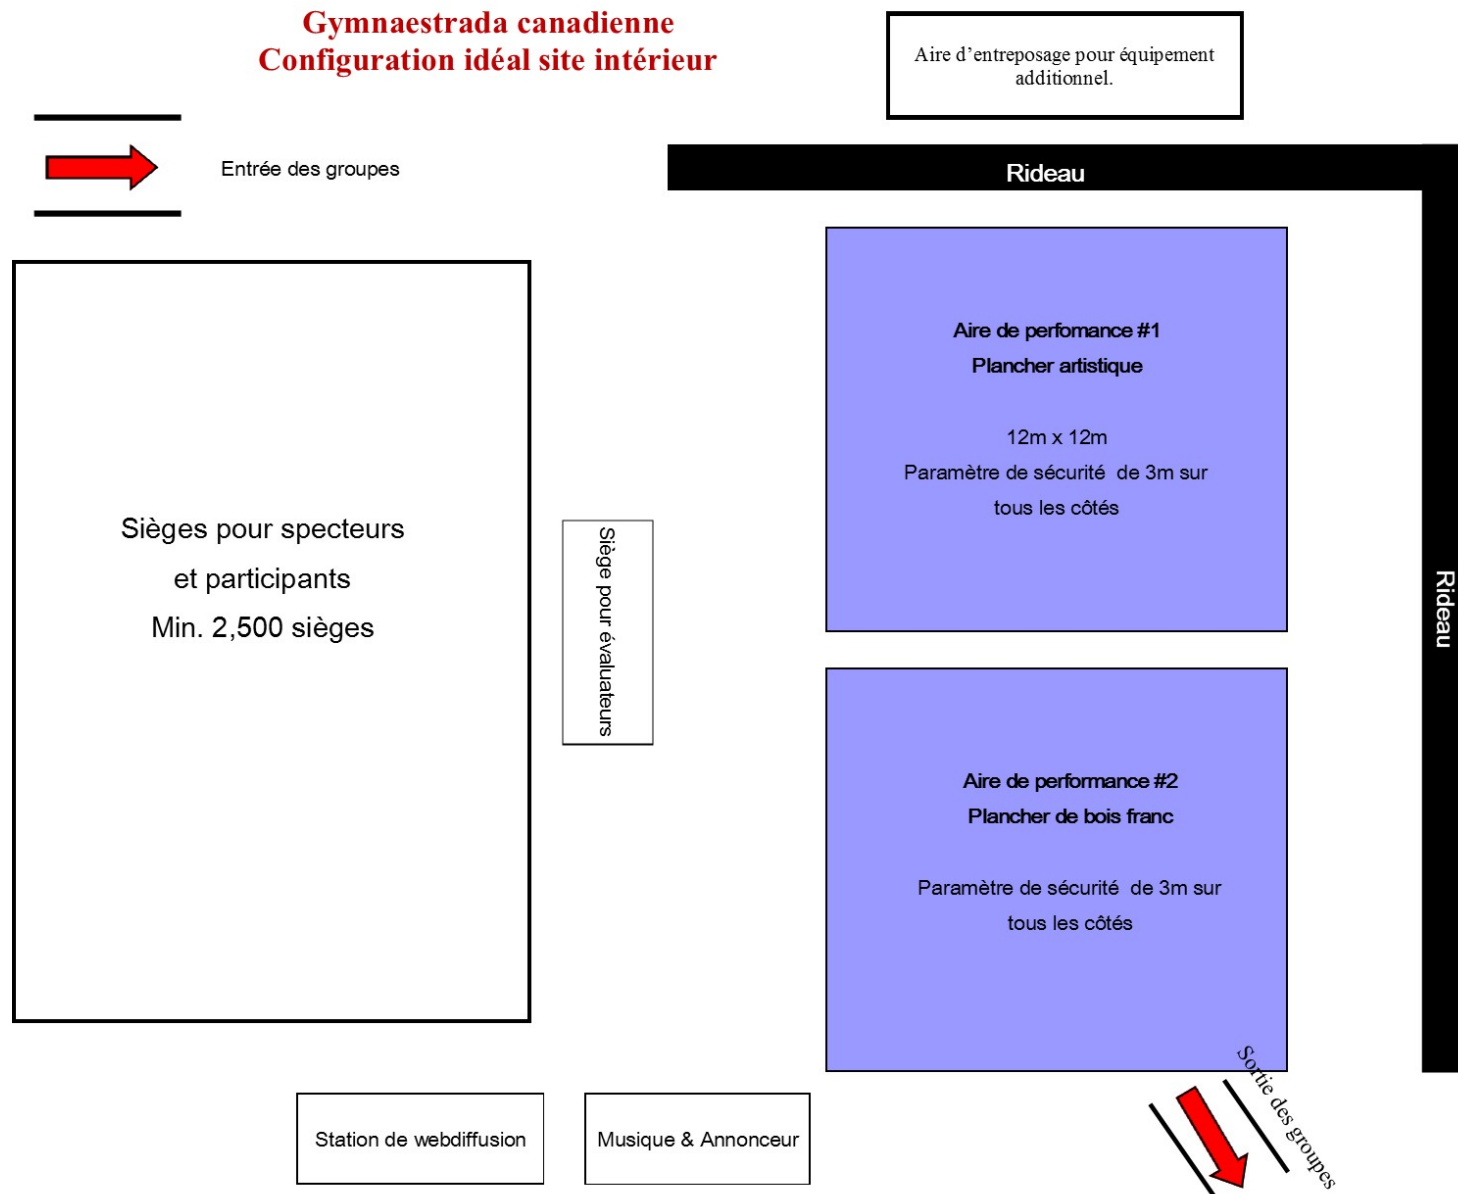 Gymnaestrada canadienne
Configuration idéal site intérieur
Aire d’entreposage pour équipement
additionnel.
Entrée des groupes
Rideau
Aire de perfomance #1
Plancher artistique
12m x 12m
Paramètre de sécurité  de 3m sur
tous les côtés
Sièges pour specteurs
et participants
Min. 2,500 sièges
Siège pour évaluateurs
Rideau
Aire de performance #2
Plancher de bois franc
Paramètre de sécurité  de 3m sur
tous les côtés
Sortie des groupes
Station de webdiffusion
Musique & Annonceur